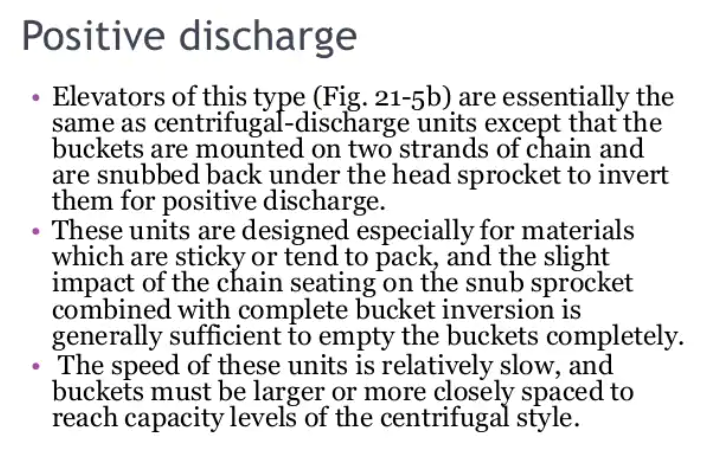 Positive discharge
• Elevators of this type (Fig. 21-5b) are essentially the
same as centrifugal-discharge units except that the
buckets are mounted on two strands of chain and
are snubbed back under the head sprocket to invert
them for positive discharge.
• These units are designed especially for materials
which are sticky or tend to pack, and the slight
impact of the chain seating on the snub sprocket
combined with complete bucket inversion is
generally sufficient to empty the buckets completely.
• The speed of these units is relatively slow, and
buckets must be larger or more closely spaced to
reach capacity levels of the centrifugal style.